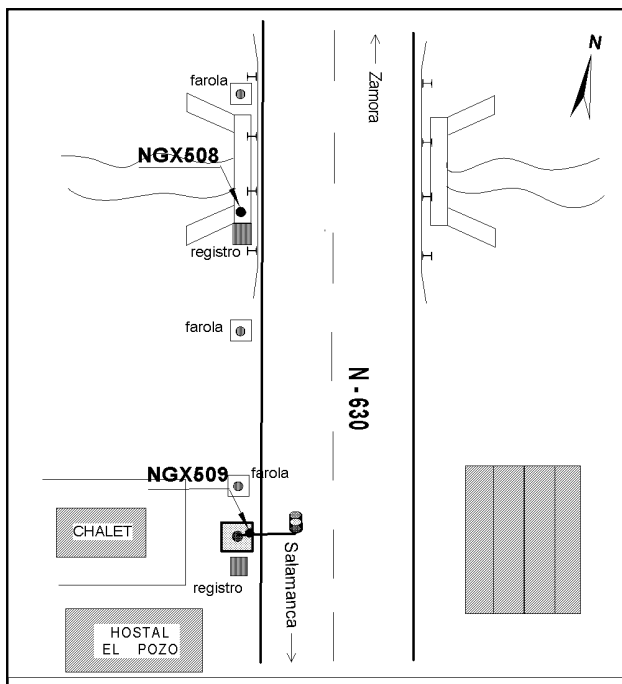 N
farola
Zamora
NGX508
registro
farola
N - 630
NGX509
farola
CHALET
Salamanca
registro
HOSTAL
EL POZO